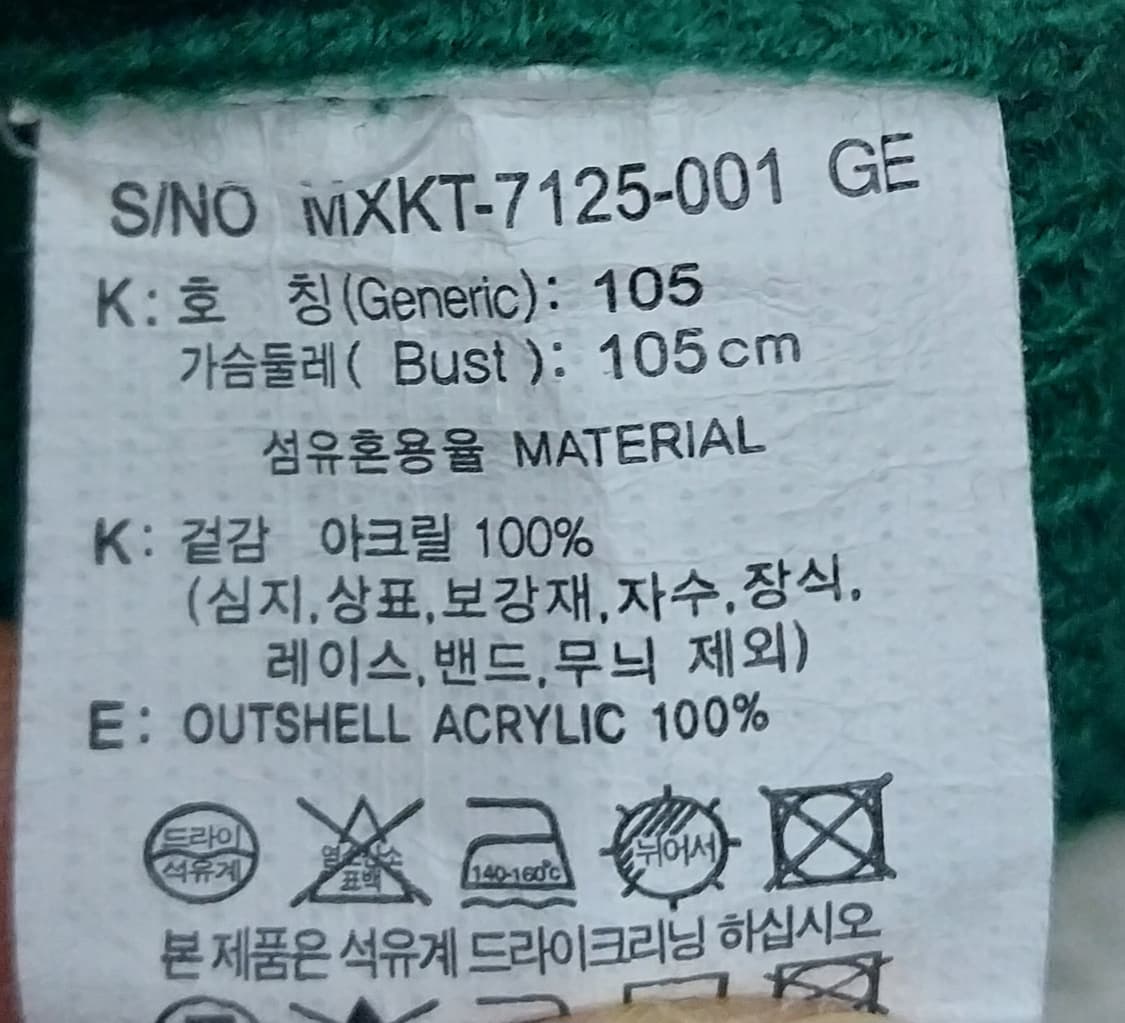 S/NO MXKT-7125-001 GE
K: 호 칭(Generic): 105
가슴둘레( Bust ): 105cm
섬유혼용율 MATERIAL
K: 겉감 아크릴 100%
(심지,상표,보강재,자수,장식,
레이스,밴드,무늬 제외)
E: OUTSHELL ACRYLIC 100%
드라이
석유계
표백
140-160℃
뉘어서
본 제품은 석유계 드라이크리닝 하십시오